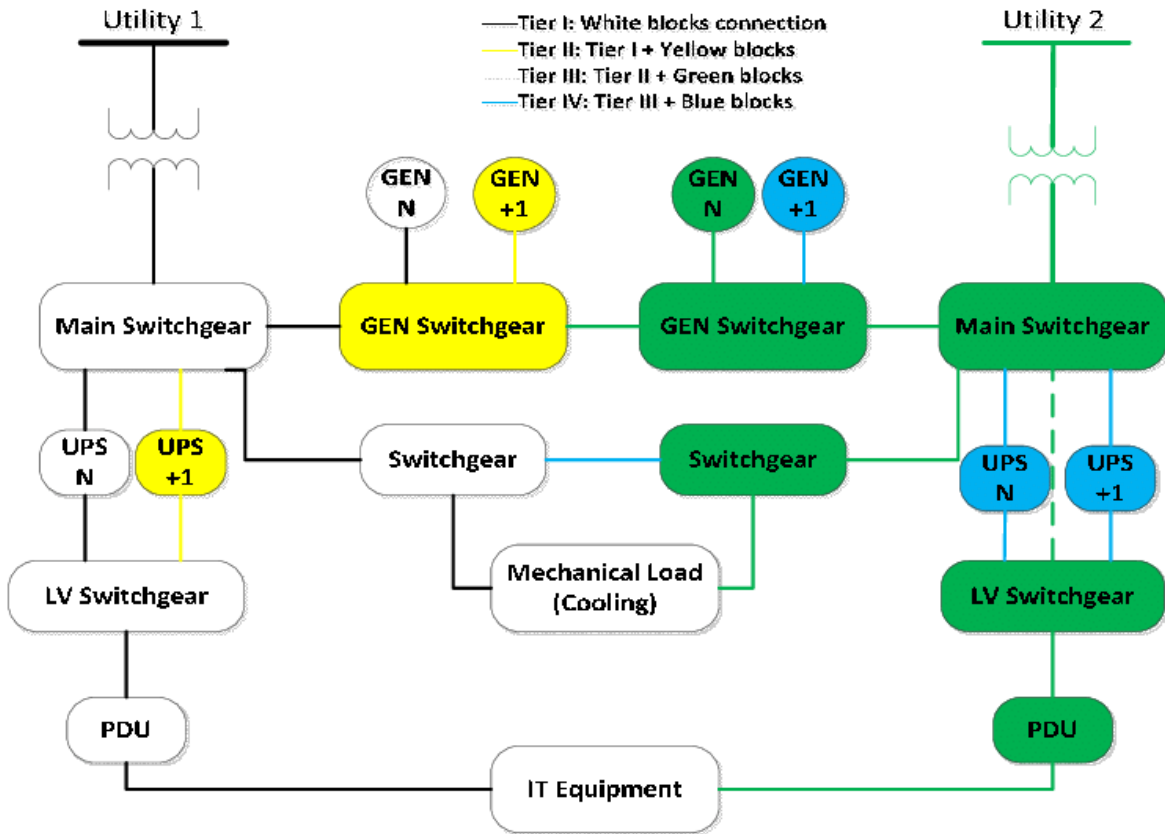 Utility 1
Utility 2
Tier I: White blocks connection
Tier II: Tier I + Yellow blocks
Tier III: Tier II + Green blocks
Tier IV: Tier III + Blue blocks
GEN
N
GEN
+1
GEN
N
GEN
+1
Main Switchgear
GEN Switchgear
GEN Switchgear
Main Switchgear
UPS
N
UPS
+1
Switchgear
Switchgear
UPS
N
UPS
+1
LV Switchgear
Mechanical Load
(Cooling)
LV Switchgear
PDU
PDU
IT Equipment